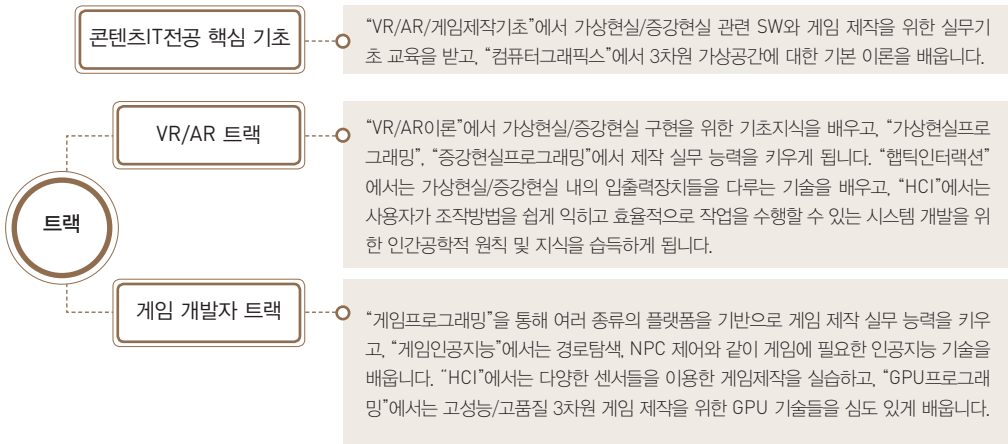 콘텐츠IT전공 핵심 기초
“VR/AR/게임제작기초”에서 가상현실/증강현실 관련 SW와 게임 제작을 위한 실무기
초 교육을 받고, “컴퓨터그래픽스”에서 3차원 가상공간에 대한 기본 이론을 배웁니다.
트랙
VR/AR 트랙
“VR/AR이론”에서 가상현실/증강현실 구현을 위한 기초지식을 배우고, “가상현실프로
그래밍”, “증강현실프로그래밍”에서 제작 실무 능력을 키우게 됩니다. “햅틱인터랙션”
에서는 가상현실/증강현실 내의 입출력장치들을 다루는 기술을 배우고, “HCI”에서는
사용자가 조작방법을 쉽게 익히고 효율적으로 작업을 수행할 수 있는 시스템 개발을 위
한 인간공학적 원칙 및 지식을 습득하게 됩니다.
게임 개발자 트랙
“게임프로그래밍”을 통해 여러 종류의 플랫폼을 기반으로 게임 제작 실무 능력을 키우
고, “게임인공지능”에서는 경로탐색, NPC 제어와 같이 게임에 필요한 인공지능 기술을
배웁니다. “HCI”에서는 다양한 센서들을 이용한 게임제작을 실습하고, “GPU프로그래
밍”에서는 고성능/고품질 3차원 게임 제작을 위한 GPU 기술들을 심도 있게 배웁니다.